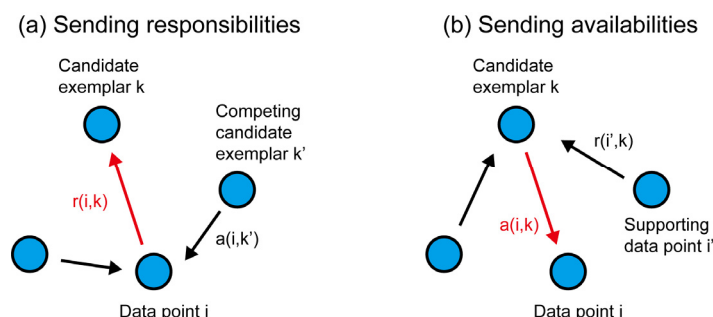 (a) Sending responsibilities
Candidate
exemplar k
Competing
candidate
exemplar k'
r(i,k)
a(i,k')
Data point i
(b) Sending availabilities
Candidate
exemplar k
r(i',k)
a(i,k)
Supporting
data point i'
Data point i